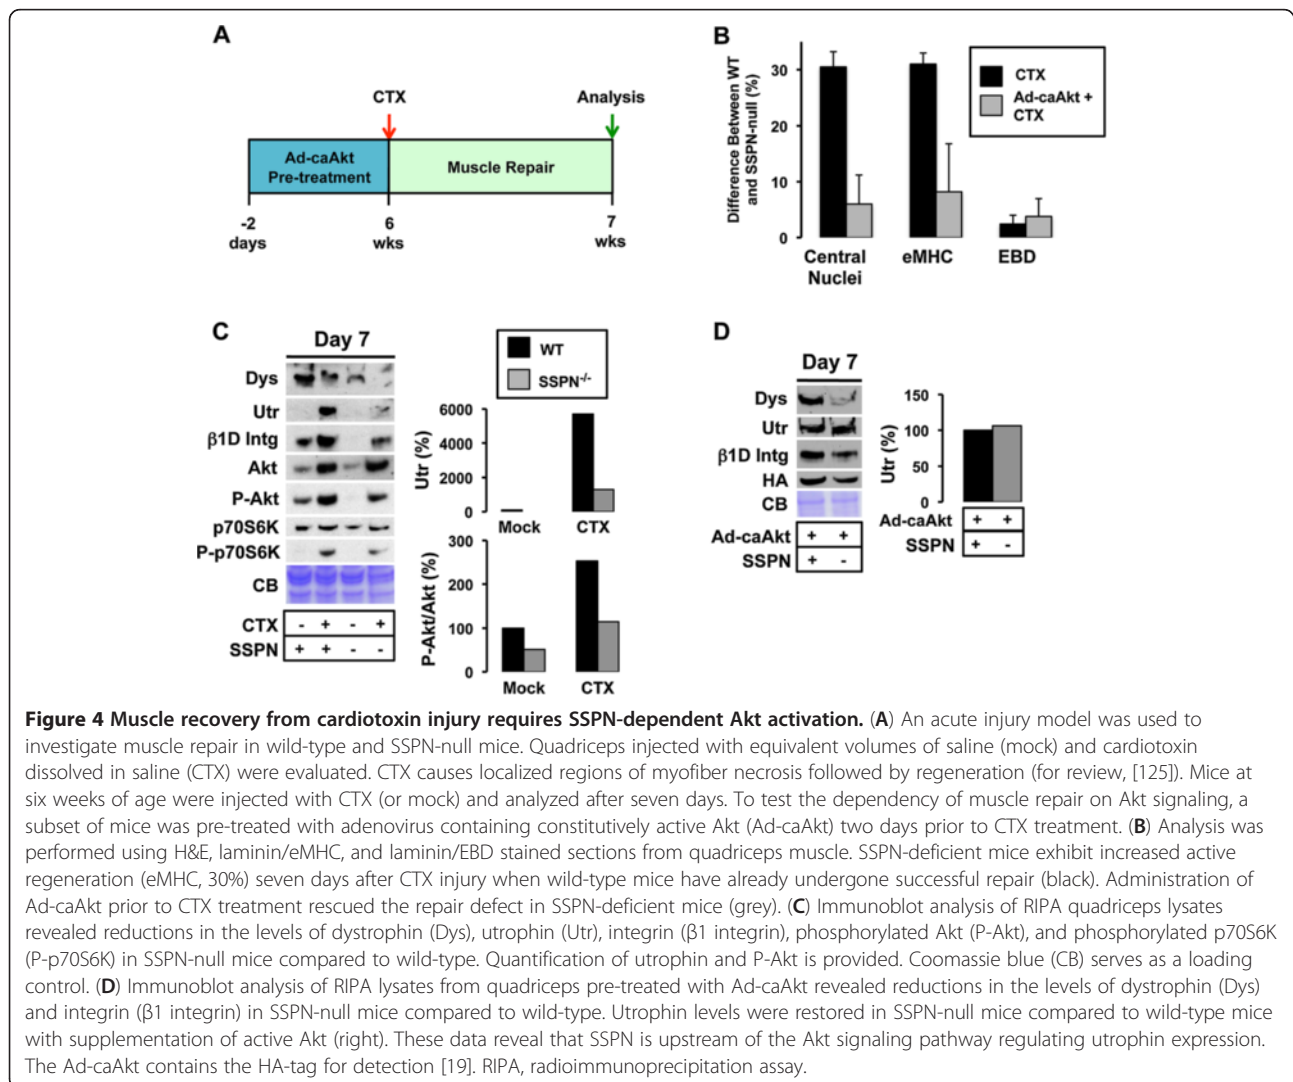 A
CTX
Analysis
Ad-caAkt
Pre-treatment
Muscle Repair
-2
days
6
wks
7
wks
B
Difference Between WT
and SSPN-null (%)
30
20
10
0
Central
Nuclei
eMHC
EBD
CTX
Ad-caAkt +
CTX
C
Day 7
Dys
Utr
β1D Intg
Akt
P-Akt
p70S6K
P-p70S6K
CB
CTX - + - +
SSPN + + - -
WT
SSPN-/-
Utr (%)
6000
4000
2000
0
Mock
CTX
P-Akt/Akt (%)
300
200
100
0
Mock
CTX
D
Day 7
Dys
Utr
β1D Intg
HA
CB
Ad-caAkt + +
SSPN + -
Utr (%)
150
100
50
0
Ad-caAkt + +
SSPN + -
Figure 4 Muscle recovery from cardiotoxin injury requires SSPN-dependent Akt activation. (A) An acute injury model was used to
investigate muscle repair in wild-type and SSPN-null mice. Quadriceps injected with equivalent volumes of saline (mock) and cardiotoxin
dissolved in saline (CTX) were evaluated. CTX causes localized regions of myofiber necrosis followed by regeneration (for review, [125]). Mice at
six weeks of age were injected with CTX (or mock) and analyzed after seven days. To test the dependency of muscle repair on Akt signaling, a
subset of mice was pre-treated with adenovirus containing constitutively active Akt (Ad-caAkt) two days prior to CTX treatment. (B) Analysis was
performed using H&E, laminin/eMHC, and laminin/EBD stained sections from quadriceps muscle. SSPN-deficient mice exhibit increased active
regeneration (eMHC, 30%) seven days after CTX injury when wild-type mice have already undergone successful repair (black). Administration of
Ad-caAkt prior to CTX treatment rescued the repair defect in SSPN-deficient mice (grey). (C) Immunoblot analysis of RIPA quadriceps lysates
revealed reductions in the levels of dystrophin (Dys), utrophin (Utr), integrin (β1 integrin), phosphorylated Akt (P-Akt), and phosphorylated p70S6K
(P-p70S6K) in SSPN-null mice compared to wild-type. Quantification of utrophin and P-Akt is provided. Coomassie blue (CB) serves as a loading
control. (D) Immunoblot analysis of RIPA lysates from quadriceps pre-treated with Ad-caAkt revealed reductions in the levels of dystrophin (Dys)
and integrin (β1 integrin) in SSPN-null mice compared to wild-type. Utrophin levels were restored in SSPN-null mice compared to wild-type mice
with supplementation of active Akt (right). These data reveal that SSPN is upstream of the Akt signaling pathway regulating utrophin expression.
The Ad-caAkt contains the HA-tag for detection [19]. RIPA, radioimmunoprecipitation assay.